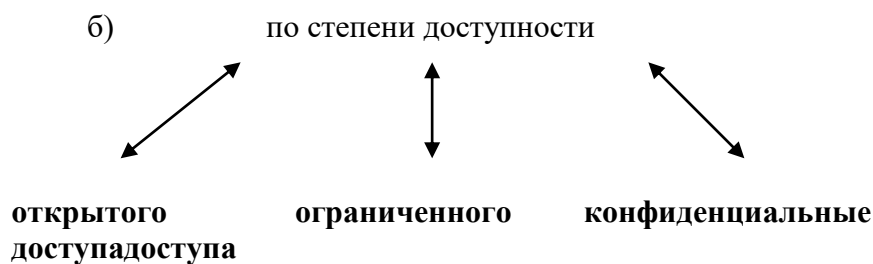 б) по степени доступности
открытого ограниченного конфиденциальные
доступадоступа